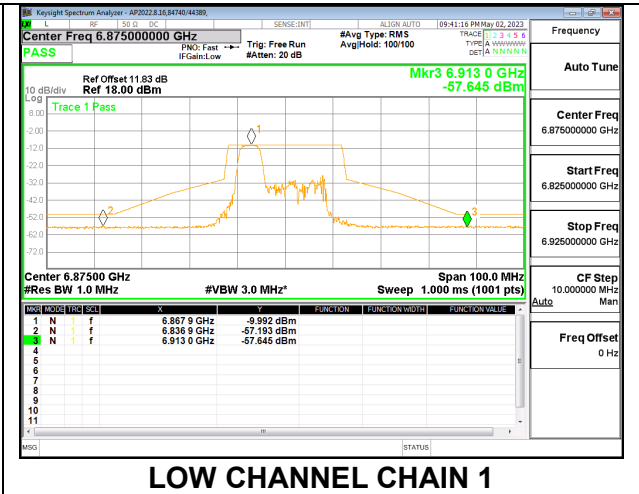 Keysight Spectrum Analyzer - AP2022.8.16,84740/44389,
LXI L RF 50 Ω DC SENSE:INT ALIGN AUTO 09:41:16 PM May 02, 2023
Center Freq 6.875000000 GHz #Avg Type: RMS TRACE 1 2 3 4 5 6
PASS PNO: Fast Trig: Free Run Avg|Hold: 100/100 TYPE A WWWWW
IFGain:Low #Atten: 20 dB DET A NNNNN
Mkr3 6.913 0 GHz
Ref Offset 11.83 dB
10 dB/div Ref 18.00 dBm -57.645 dBm
Log
8.00 Trace 1 Pass
-2.00
1
-12.0
-22.0
-32.0
-42.0
-52.0 2 3
-62.0
-72.0
Center 6.87500 GHz Span 100.0 MHz
#Res BW 1.0 MHz #VBW 3.0 MHz* Sweep 1.000 ms (1001 pts)
MKR MODE TRC SCL X Y FUNCTION FUNCTION WIDTH FUNCTION VALUE
1 N 1 f 6.867 9 GHz -9.992 dBm
2 N 1 f 6.836 9 GHz -57.193 dBm
3 N 1 f 6.913 0 GHz -57.645 dBm
4
5
6
7
8
9
10
11
MSG STATUS
Frequency
Auto Tune
Center Freq
6.875000000 GHz
Start Freq
6.825000000 GHz
Stop Freq
6.925000000 GHz
CF Step
10.000000 MHz
Auto Man
Freq Offset
0 Hz
LOW CHANNEL CHAIN 1